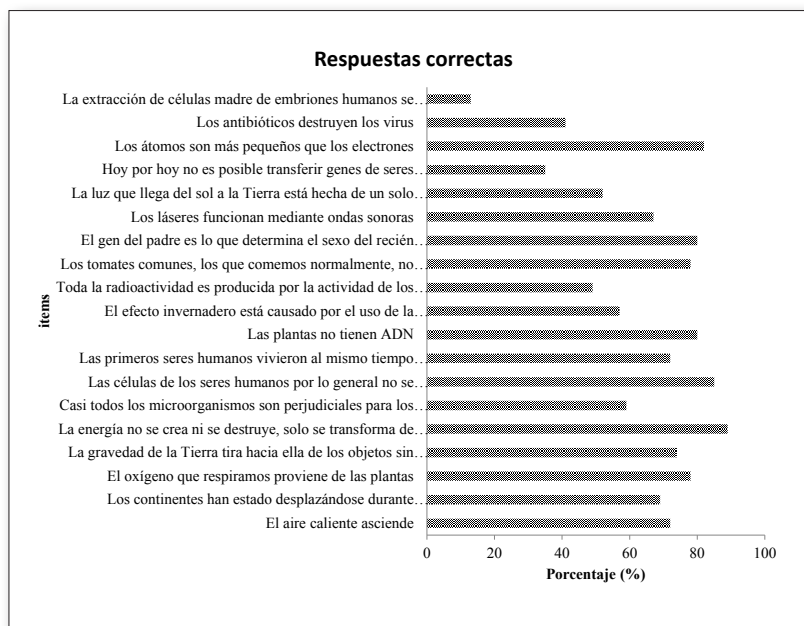 Respuestas correctas
La extracción de células madre de embriones humanos se…
Los antibióticos destruyen los virus
Los átomos son más pequeños que los electrones
Hoy por hoy no es posible transferir genes de seres…
La luz que llega del sol a la Tierra está hecha de un solo…
Los láseres funcionan mediante ondas sonoras
El gen del padre es lo que determina el sexo del recién…
Los tomates comunes, los que comemos normalmente, no…
Toda la radioactividad es producida por la actividad de los…
El efecto invernadero está causado por el uso de la…
Las plantas no tienen ADN
Las primeros seres humanos vivieron al mismo tiempo…
Las células de los seres humanos por lo general no se…
Casi todos los microorganismos son perjudiciales para los…
La energía no se crea ni se destruye, solo se transforma de…
La gravedad de la Tierra tira hacia ella de los objetos sin…
El oxígeno que respiramos proviene de las plantas
Los continentes han estado desplazándose durante…
El aire caliente asciende
items
0 20 40 60 80 100
Porcentaje (%)